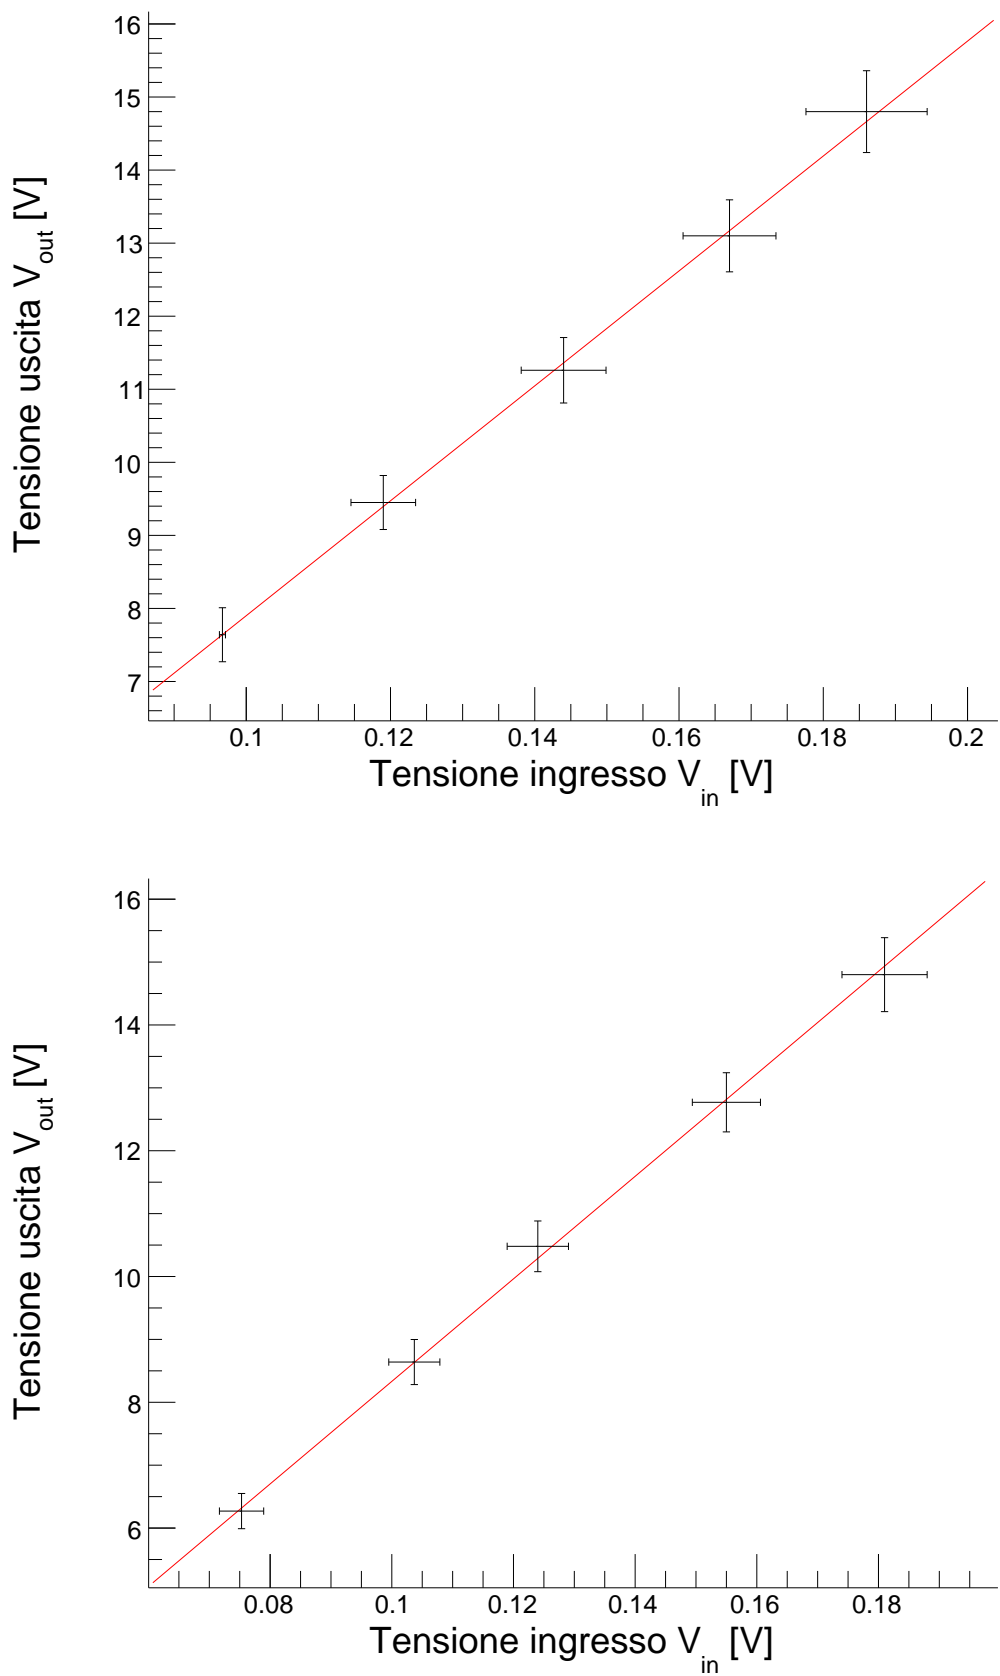 16
15
14
13
12
11
10
9
8
7
Tensione uscita V_out [V]
0.1 0.12 0.14 0.16 0.18 0.2
Tensione ingresso V_in [V]
16
14
12
10
8
6
Tensione uscita V_out [V]
0.08 0.1 0.12 0.14 0.16 0.18
Tensione ingresso V_in [V]